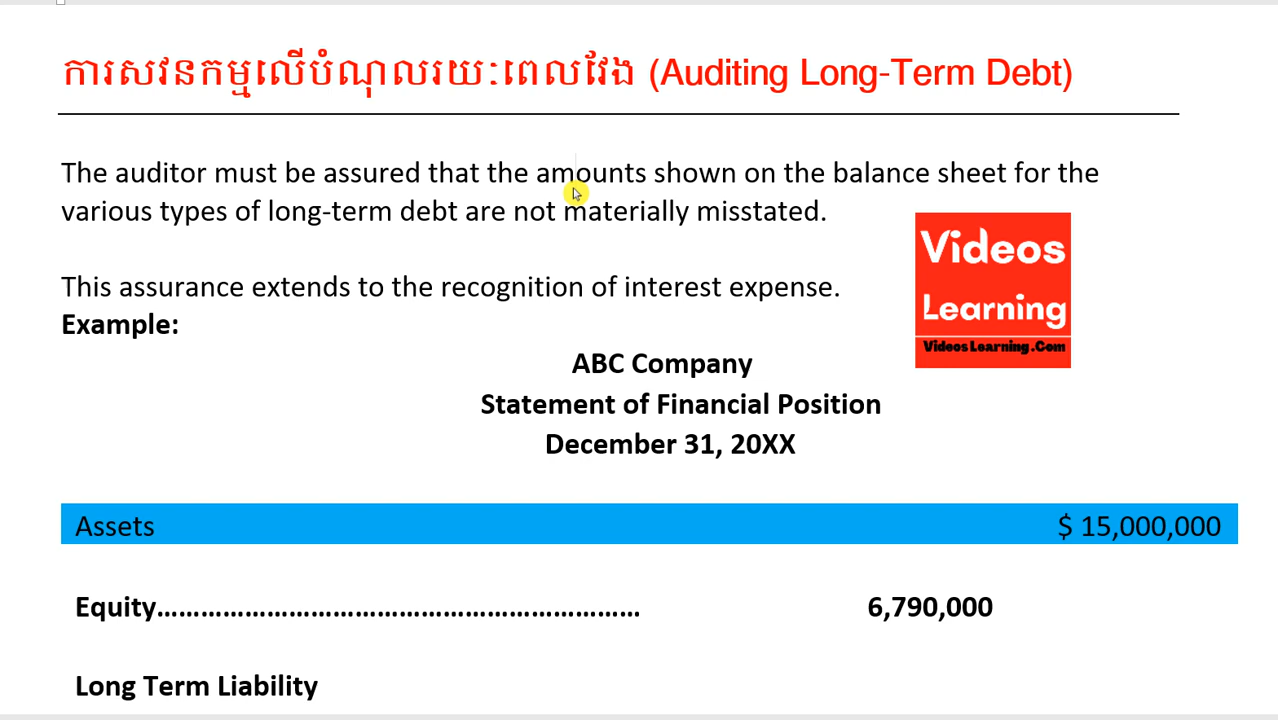 ការសវនកម្មលើបំណុលរយៈពេលវែង (Auditing Long-Term Debt)
The auditor must be assured that the amounts shown on the balance sheet for the
various types of long-term debt are not materially misstated.
Videos
Learning
VideosLearning.Com
This assurance extends to the recognition of interest expense.
Example:
ABC Company
Statement of Financial Position
December 31, 20XX
Assets $ 15,000,000
Equity………………………………………………………… 6,790,000
Long Term Liability